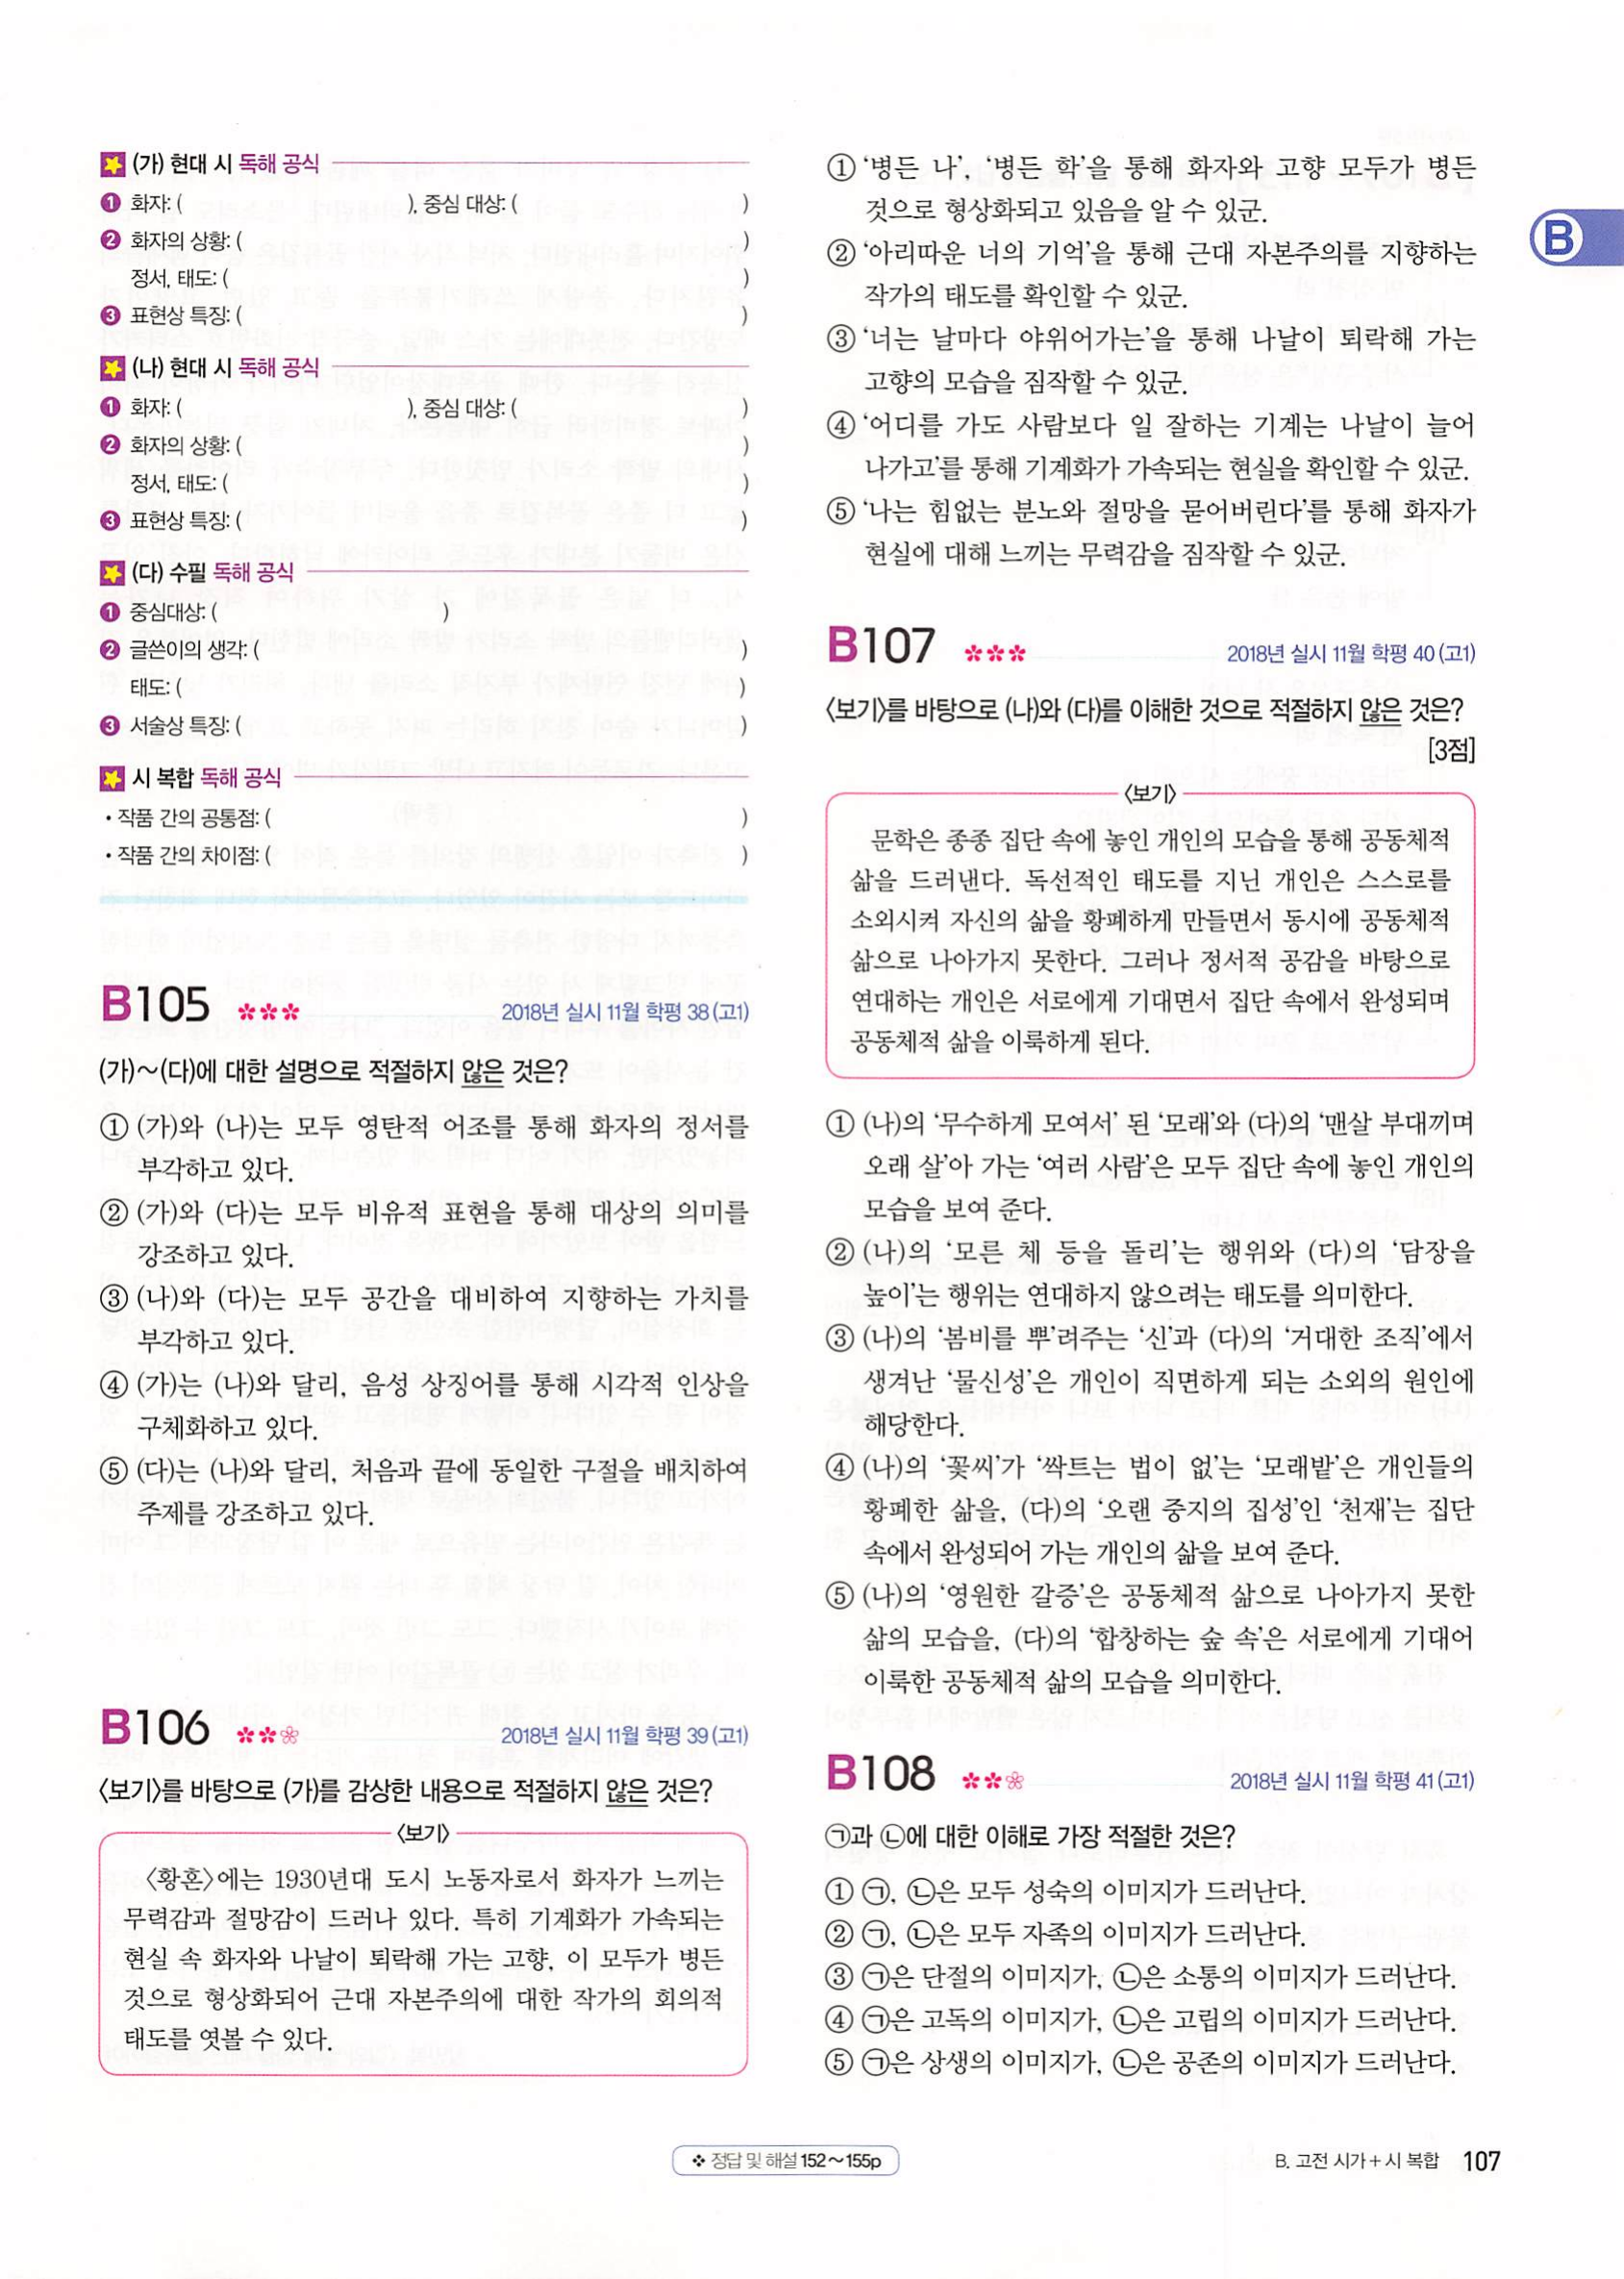 (가) 현대 시 독해 공식
❶ 화자: ( ), 중심 대상: ( )
❷ 화자의 상황: ( )
정서, 태도: ( )
❸ 표현상 특징: ( )
(나) 현대 시 독해 공식
❶ 화자: ( ), 중심 대상: ( )
❷ 화자의 상황: ( )
정서, 태도: ( )
❸ 표현상 특징: ( )
(다) 수필 독해 공식
❶ 중심대상: ( )
❷ 글쓴이의 생각: ( )
태도: ( )
❸ 서술상 특징: ( )
시 복합 독해 공식
• 작품 간의 공통점: ( )
• 작품 간의 차이점: ( )
B105 2018년 실시 11월 학평 38 (고1)
(가)~(다)에 대한 설명으로 적절하지 않은 것은?
① (가)와 (나)는 모두 영탄적 어조를 통해 화자의 정서를
부각하고 있다.
② (가)와 (다)는 모두 비유적 표현을 통해 대상의 의미를
강조하고 있다.
③ (나)와 (다)는 모두 공간을 대비하여 지향하는 가치를
부각하고 있다.
④ (가)는 (나)와 달리, 음성 상징어를 통해 시각적 인상을
구체화하고 있다.
⑤ (다)는 (나)와 달리, 처음과 끝에 동일한 구절을 배치하여
주제를 강조하고 있다.
B106 2018년 실시 11월 학평 39 (고1)
〈보기〉를 바탕으로 (가)를 감상한 내용으로 적절하지 않은 것은?
〈보기〉
〈황혼〉에는 1930년대 도시 노동자로서 화자가 느끼는
무력감과 절망감이 드러나 있다. 특히 기계화가 가속되는
현실 속 화자와 나날이 퇴락해 가는 고향, 이 모두가 병든
것으로 형상화되어 근대 자본주의에 대한 작가의 회의적
태도를 엿볼 수 있다.
① ‘병든 나’, ‘병든 학’을 통해 화자와 고향 모두가 병든
것으로 형상화되고 있음을 알 수 있군.
② ‘아리따운 너의 기억’을 통해 근대 자본주의를 지향하는
작가의 태도를 확인할 수 있군.
③ ‘너는 날마다 야위어가는’을 통해 나날이 퇴락해 가는
고향의 모습을 짐작할 수 있군.
④ ‘어디를 가도 사람보다 일 잘하는 기계는 나날이 늘어
나가고’를 통해 기계화가 가속되는 현실을 확인할 수 있군.
⑤ ‘나는 힘없는 분노와 절망을 묻어버린다’를 통해 화자가
현실에 대해 느끼는 무력감을 짐작할 수 있군.
B
B107 2018년 실시 11월 학평 40 (고1)
〈보기〉를 바탕으로 (나)와 (다)를 이해한 것으로 적절하지 않은 것은?
[3점]
〈보기〉
문학은 종종 집단 속에 놓인 개인의 모습을 통해 공동체적
삶을 드러낸다. 독선적인 태도를 지닌 개인은 스스로를
소외시켜 자신의 삶을 황폐하게 만들면서 동시에 공동체적
삶으로 나아가지 못한다. 그러나 정서적 공감을 바탕으로
연대하는 개인은 서로에게 기대면서 집단 속에서 완성되며
공동체적 삶을 이룩하게 된다.
① (나)의 ‘무수하게 모여서’ 된 ‘모래’와 (다)의 ‘맨살 부대끼며
오래 살’아 가는 ‘여러 사람’은 모두 집단 속에 놓인 개인의
모습을 보여 준다.
② (나)의 ‘모른 체 등을 돌리’는 행위와 (다)의 ‘담장을
높이’는 행위는 연대하지 않으려는 태도를 의미한다.
③ (나)의 ‘봄비를 뿌’려주는 ‘신’과 (다)의 ‘거대한 조직’에서
생겨난 ‘물신성’은 개인이 직면하게 되는 소외의 원인에
해당한다.
④ (나)의 ‘꽃씨’가 ‘싹트는 법이 없’는 ‘모래밭’은 개인들의
황폐한 삶을, (다)의 ‘오랜 중지의 집성’인 ‘천재’는 집단
속에서 완성되어 가는 개인의 삶을 보여 준다.
⑤ (나)의 ‘영원한 갈증’은 공동체적 삶으로 나아가지 못한
삶의 모습을, (다)의 ‘합창하는 숲 속’은 서로에게 기대어
이룩한 공동체적 삶의 모습을 의미한다.
B108 2018년 실시 11월 학평 41 (고1)
㉠과 ㉡에 대한 이해로 가장 적절한 것은?
① ㉠, ㉡은 모두 성숙의 이미지가 드러난다.
② ㉠, ㉡은 모두 자족의 이미지가 드러난다.
③ ㉠은 단절의 이미지가, ㉡은 소통의 이미지가 드러난다.
④ ㉠은 고독의 이미지가, ㉡은 고립의 이미지가 드러난다.
⑤ ㉠은 상생의 이미지가, ㉡은 공존의 이미지가 드러난다.
❖ 정답 및 해설 152~155p
B. 고전 시가 + 시 복합 107